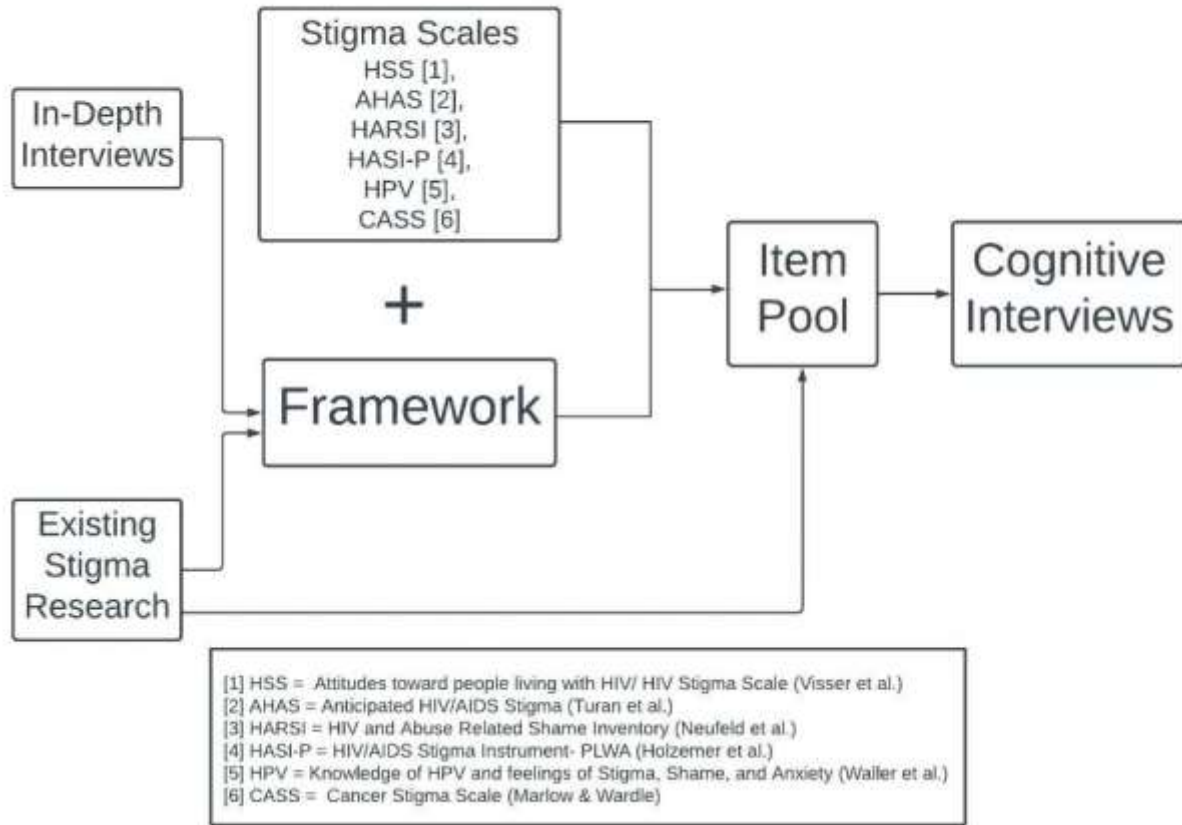 Stigma Scales
HSS [1],
AHAS [2],
HARSI [3],
HASI-P [4],
HPV [5],
CASS [6]
In-Depth
Interviews
+
Framework
Item
Pool
Cognitive
Interviews
Existing
Stigma
Research
[1] HSS = Attitudes toward people living with HIV/ HIV Stigma Scale (Visser et al.)
[2] AHAS = Anticipated HIV/AIDS Stigma (Turan et al.)
[3] HARSI = HIV and Abuse Related Shame Inventory (Neufeld et al.)
[4] HASI-P = HIV/AIDS Stigma Instrument- PLWA (Holzemer et al.)
[5] HPV = Knowledge of HPV and feelings of Stigma, Shame, and Anxiety (Waller et al.)
[6] CASS = Cancer Stigma Scale (Marlow & Wardle)